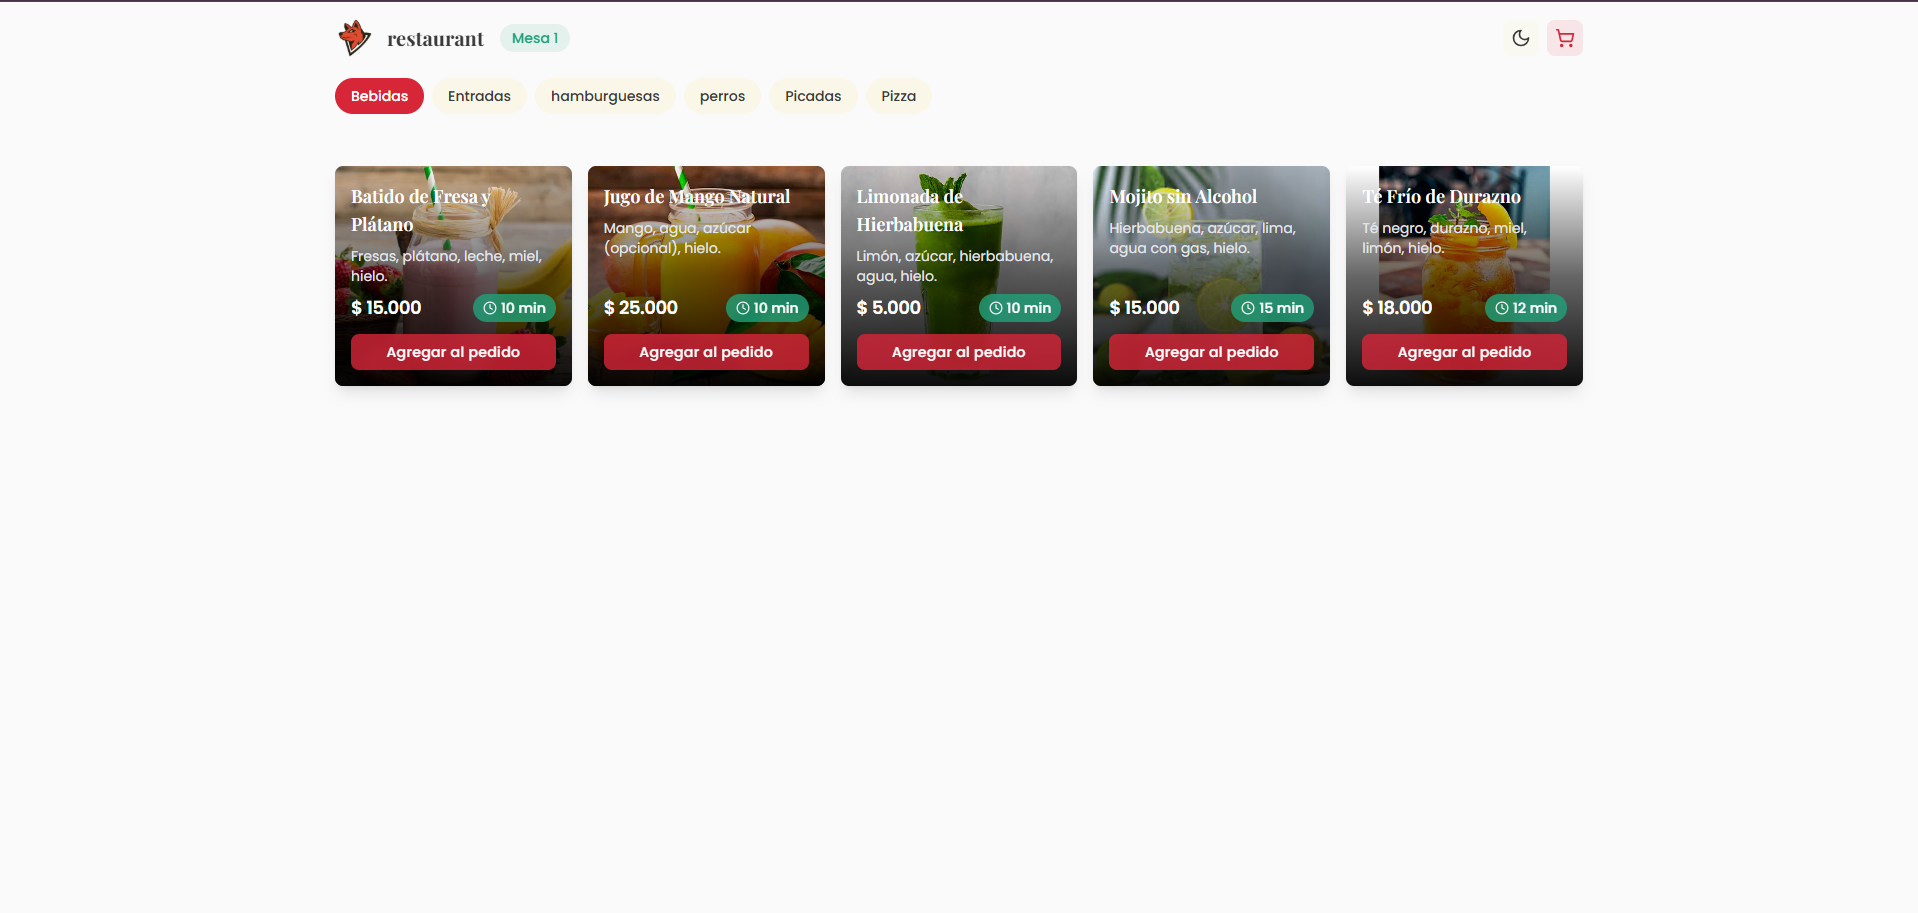 restaurant
Mesa 1
Bebidas
Entradas
hamburguesas
perros
Picadas
Pizza
Batido de Fresa y
Plátano
Fresas, plátano, leche, miel,
hielo.
$ 15.000
10 min
Agregar al pedido
Jugo de Mango Natural
Mango, agua, azúcar
(opcional), hielo.
$ 25.000
10 min
Agregar al pedido
Limonada de
Hierbabuena
Limón, azúcar, hierbabuena,
agua, hielo.
$ 5.000
10 min
Agregar al pedido
Mojito sin Alcohol
Hierbabuena, azúcar, lima,
agua con gas, hielo.
$ 15.000
15 min
Agregar al pedido
Té Frío de Durazno
Té negro, durazno, miel,
limón, hielo.
$ 18.000
12 min
Agregar al pedido